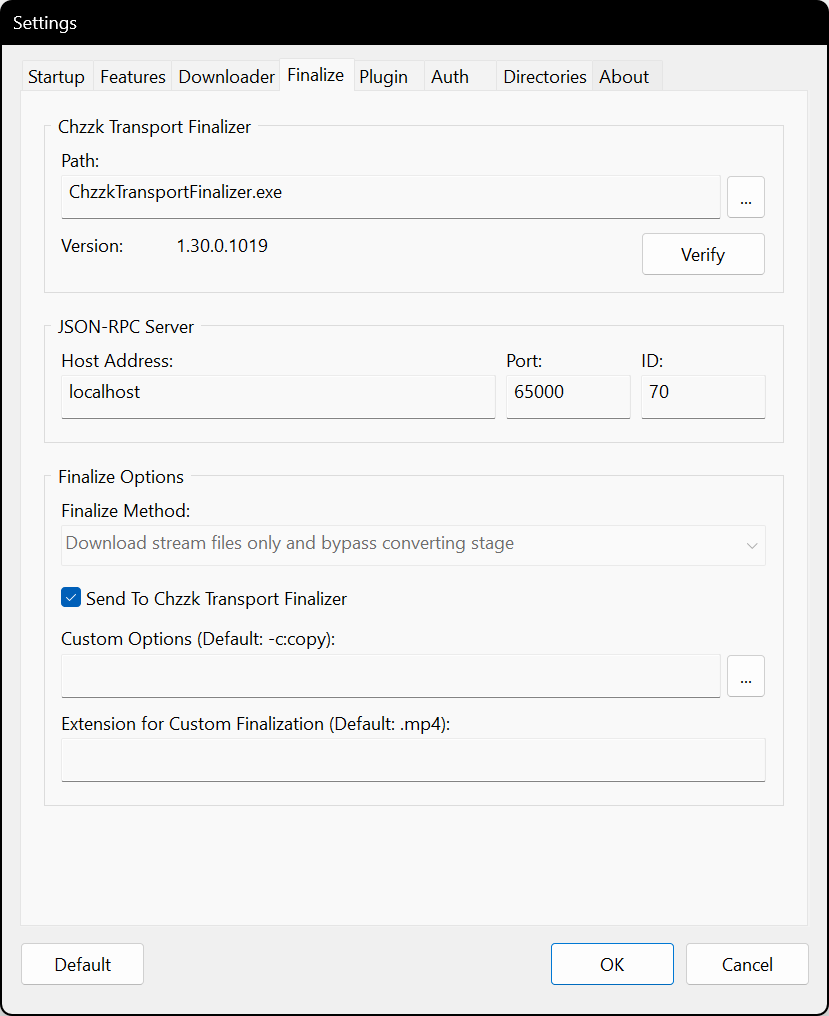 Settings
Startup Features Downloader Finalize Plugin Auth Directories About
Chzzk Transport Finalizer
Path:
ChzzkTransportFinalizer.exe
...
Version: 1.30.0.1019
Verify
JSON-RPC Server
Host Address: Port: ID:
localhost 65000 70
Finalize Options
Finalize Method:
Download stream files only and bypass converting stage
Send To Chzzk Transport Finalizer
Custom Options (Default: -c:copy):
...
Extension for Custom Finalization (Default: .mp4):
Default OK Cancel